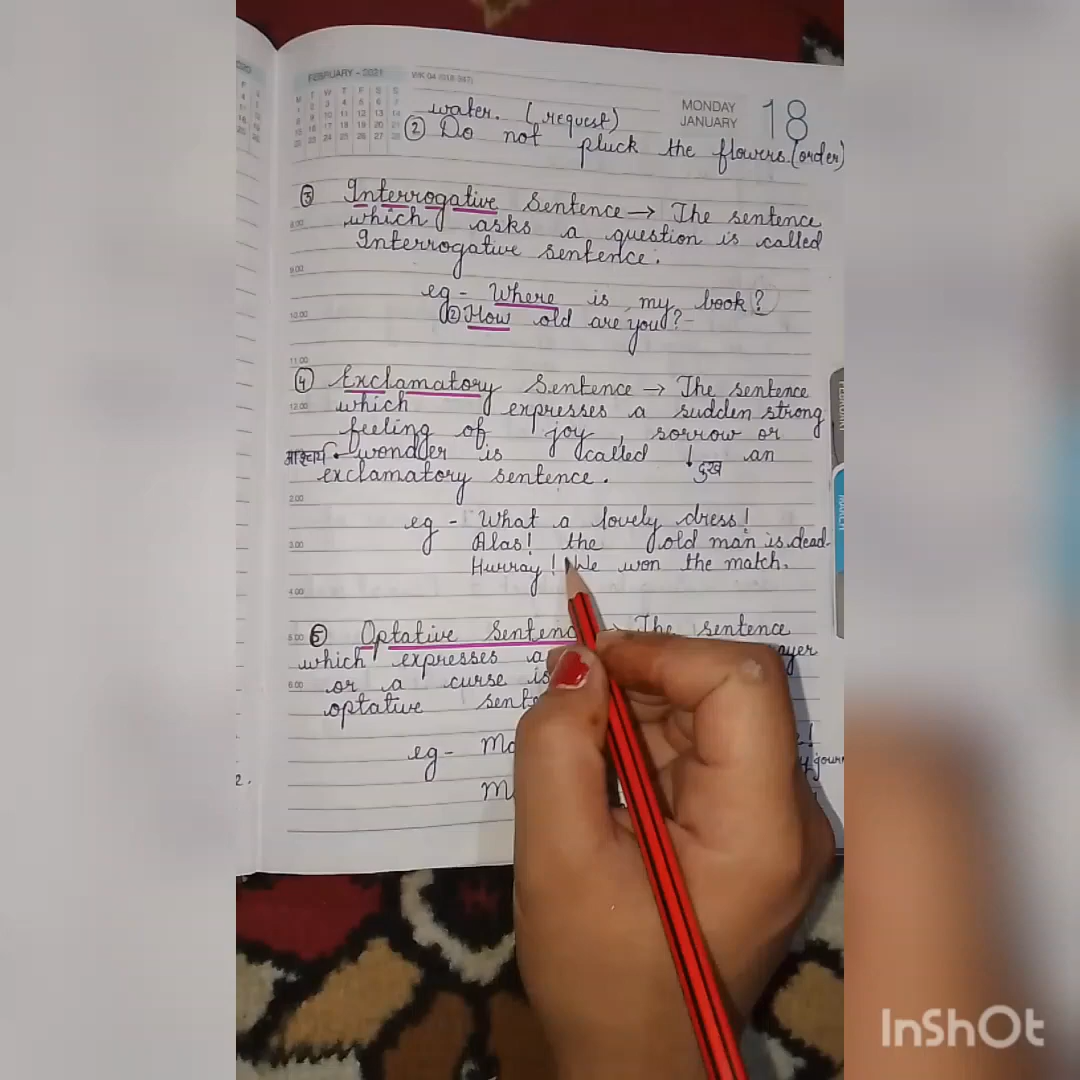 FEBRUARY - 2021
MONDAY
JANUARY
18
water. (request)
② Do not pluck the flowers. (order)
③ Interrogative Sentence → The sentence
which asks a question is called
Interrogative sentence.
eg - Where is my book?
② How old are you?
④ Exclamatory Sentence → The sentence
which expresses a sudden strong
feeling of joy, sorrow or
आश्चर्य wonder is called ↓ an
दुख
exclamatory sentence.
eg - What a lovely dress!
Alas! the old man is dead.
Hurray! We won the match.
⑤ Optative Sentenc → The sentence
which expresses a ayer
or a curse is
optative sente
eg -
InShOt